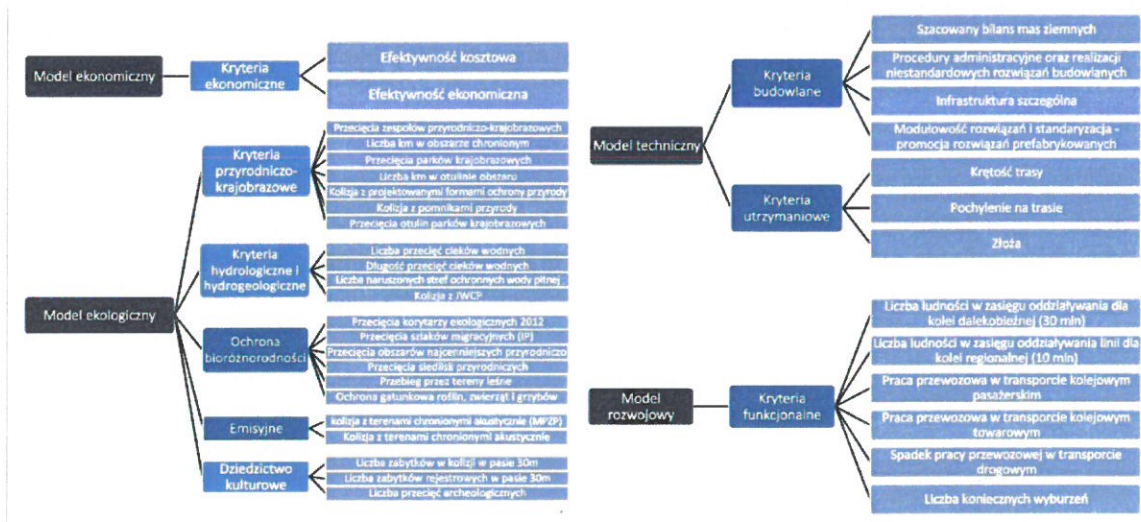 Model ekonomiczny
Kryteria
ekonomiczne
Efektywność kosztowa
Efektywność ekonomiczna
Model ekologiczny
Kryteria
przyrodniczo-
krajobrazowe
Przecięcia zespołów przyrodniczo-krajobrazowych
Liczba km w obszarze chronionym
Przecięcia parków krajobrazowych
Liczba km w otulinie obszaru
Kolizja z projektowanymi formami ochrony przyrody
Kolizja z pomnikami przyrody
Przecięcia otulin parków krajobrazowych
Kryteria
hydrologiczne i
hydrogeologiczne
Liczba przecięć cieków wodnych
Długość przecięć cieków wodnych
Liczba naruszonych stref ochronnych wody pitnej
Kolizja z JWCP
Ochrona
bioróżnorodności
Przecięcia korytarzy ekologicznych 2012
Przecięcia szlaków migracyjnych (IP)
Przecięcia obszarów najcenniejszych przyrodniczo
Przecięcia siedlisk przyrodniczych
Przebieg przez tereny leśne
Ochrona gatunkowa roślin, zwierząt i grzybów
Emisyjne
kolizja z terenami chronionymi akustycznie (MPZP)
Kolizja z terenami chronionymi akustycznie
Dziedzictwo
kulturowe
Liczba zabytków w kolizji w pasie 30m
Liczba zabytków rejestrowych w pasie 30m
Liczba przecięć archeologicznych
Model techniczny
Kryteria
budowlane
Szacowany bilans mas ziemnych
Procedury administracyjne oraz realizacji
niestandardowych rozwiązań budowlanych
Infrastruktura szczególna
Modułowość rozwiązań i standaryzacja -
promocja rozwiązań prefabrykowanych
Kryteria
utrzymaniowe
Krętość trasy
Pochylenie na trasie
Złoża
Model
rozwojowy
Kryteria
funkcjonalne
Liczba ludności w zasięgu oddziaływania dla
kolei dalekobieżnej (30 min)
Liczba ludności w zasięgu oddziaływania linii dla
kolei regionalnej (10 min)
Praca przewozowa w transporcie kolejowym
pasażerskim
Praca przewozowa w transporcie kolejowym
towarowym
Spadek pracy przewozowej w transporcie
drogowym
Liczba koniecznych wyburzeń